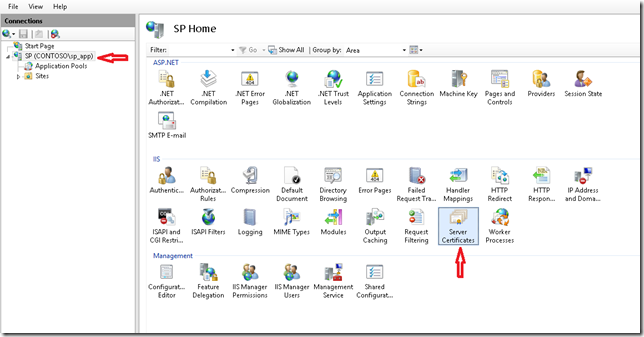 File View Help
Connections
Start Page
SP (CONTOSO\sp_app)
Application Pools
Sites
SP Home
Filter: Go Show All Group by: Area
ASP.NET
.NET Authorizat... .NET Compilation .NET Error Pages .NET Globalization .NET Trust Levels Application Settings Connection Strings Machine Key Pages and Controls Providers Session State
SMTP E-mail
IIS
Authentic... Authorizat... Rules Compression Default Document Directory Browsing Error Pages Failed Request Tra... Handler Mappings HTTP Redirect HTTP Respon... IP Address and Doma...
ISAPI and CGI Restri... ISAPI Filters Logging MIME Types Modules Output Caching Request Filtering Server Certificates Worker Processes
Management
Configurat... Editor Feature Delegation IIS Manager Permissions IIS Manager Users Management Service Shared Configurat...